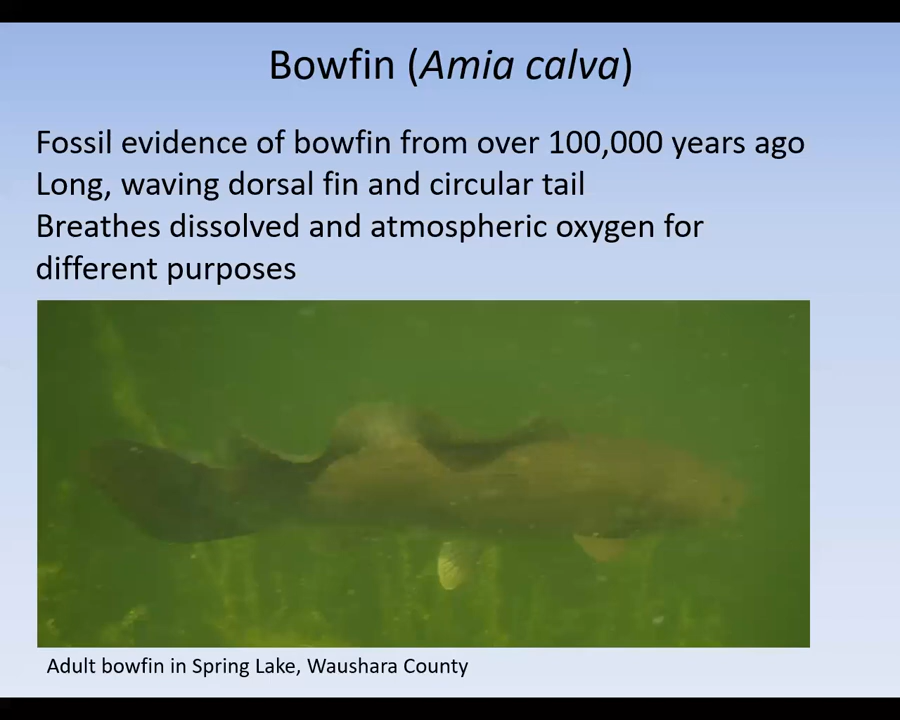 Bowfin (Amia calva)
Fossil evidence of bowfin from over 100,000 years ago
Long, waving dorsal fin and circular tail
Breathes dissolved and atmospheric oxygen for
different purposes
Adult bowfin in Spring Lake, Waushara County